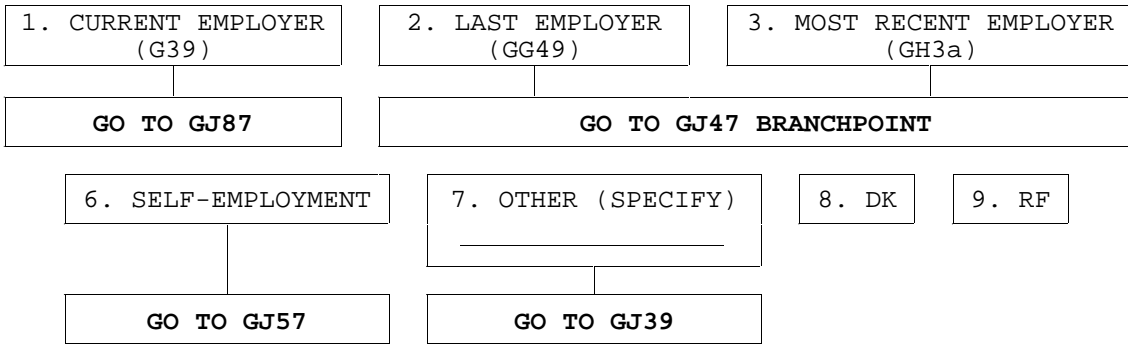 1. CURRENT EMPLOYER 2. LAST EMPLOYER 3. MOST RECENT EMPLOYER
(G39) (GG49) (GH3a)
GO TO GJ87 GO TO GJ47 BRANCHPOINT
6. SELF-EMPLOYMENT 7. OTHER (SPECIFY) 8. DK 9. RF
GO TO GJ57 GO TO GJ39